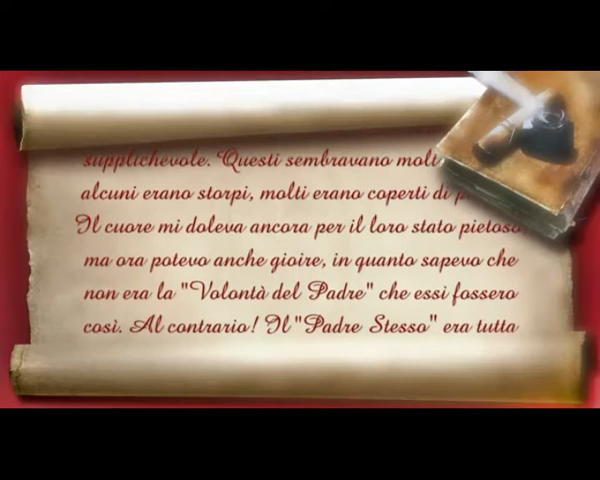 supplichevole. Questi sembravano molt
alcuni erano storpi, molti erano coperti di
Il cuore mi doleva ancora per il loro stato pietoso,
ma ora potevo anche gioire, in quanto sapevo che
non era la "Volontà del Padre" che essi fossero
così. Al contrario! Il "Padre Stesso" era tutta